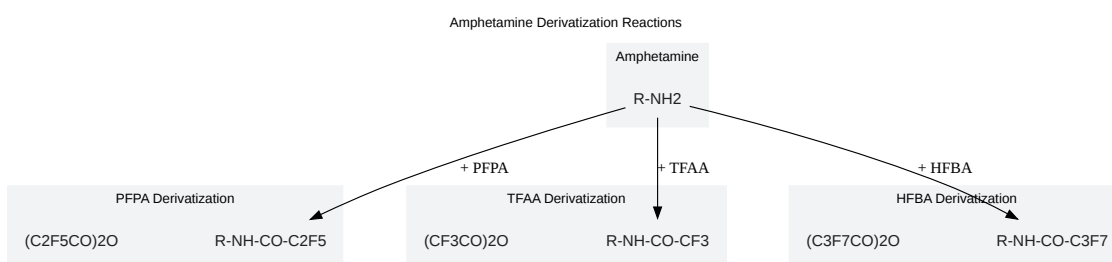 Amphetamine Derivatization Reactions
Amphetamine
R-NH2
+ PFPA
+ TFAA
+ HFBA
PFPA Derivatization
TFAA Derivatization
HFBA Derivatization
(C2F5CO)2O
R-NH-CO-C2F5
(CF3CO)2O
R-NH-CO-CF3
(C3F7CO)2O
R-NH-CO-C3F7